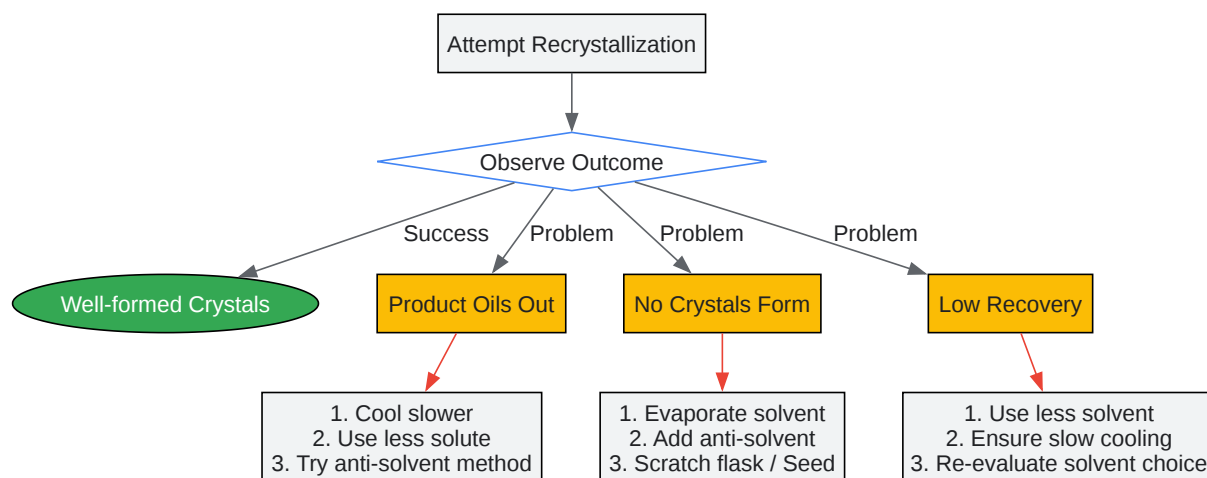 Attempt Recrystallization
Observe Outcome
Success
Problem
Problem
Problem
Well-formed Crystals
Product Oils Out
No Crystals Form
Low Recovery
1. Cool slower
2. Use less solute
3. Try anti-solvent method
1. Evaporate solvent
2. Add anti-solvent
3. Scratch flask / Seed
1. Use less solvent
2. Ensure slow cooling
3. Re-evaluate solvent choice